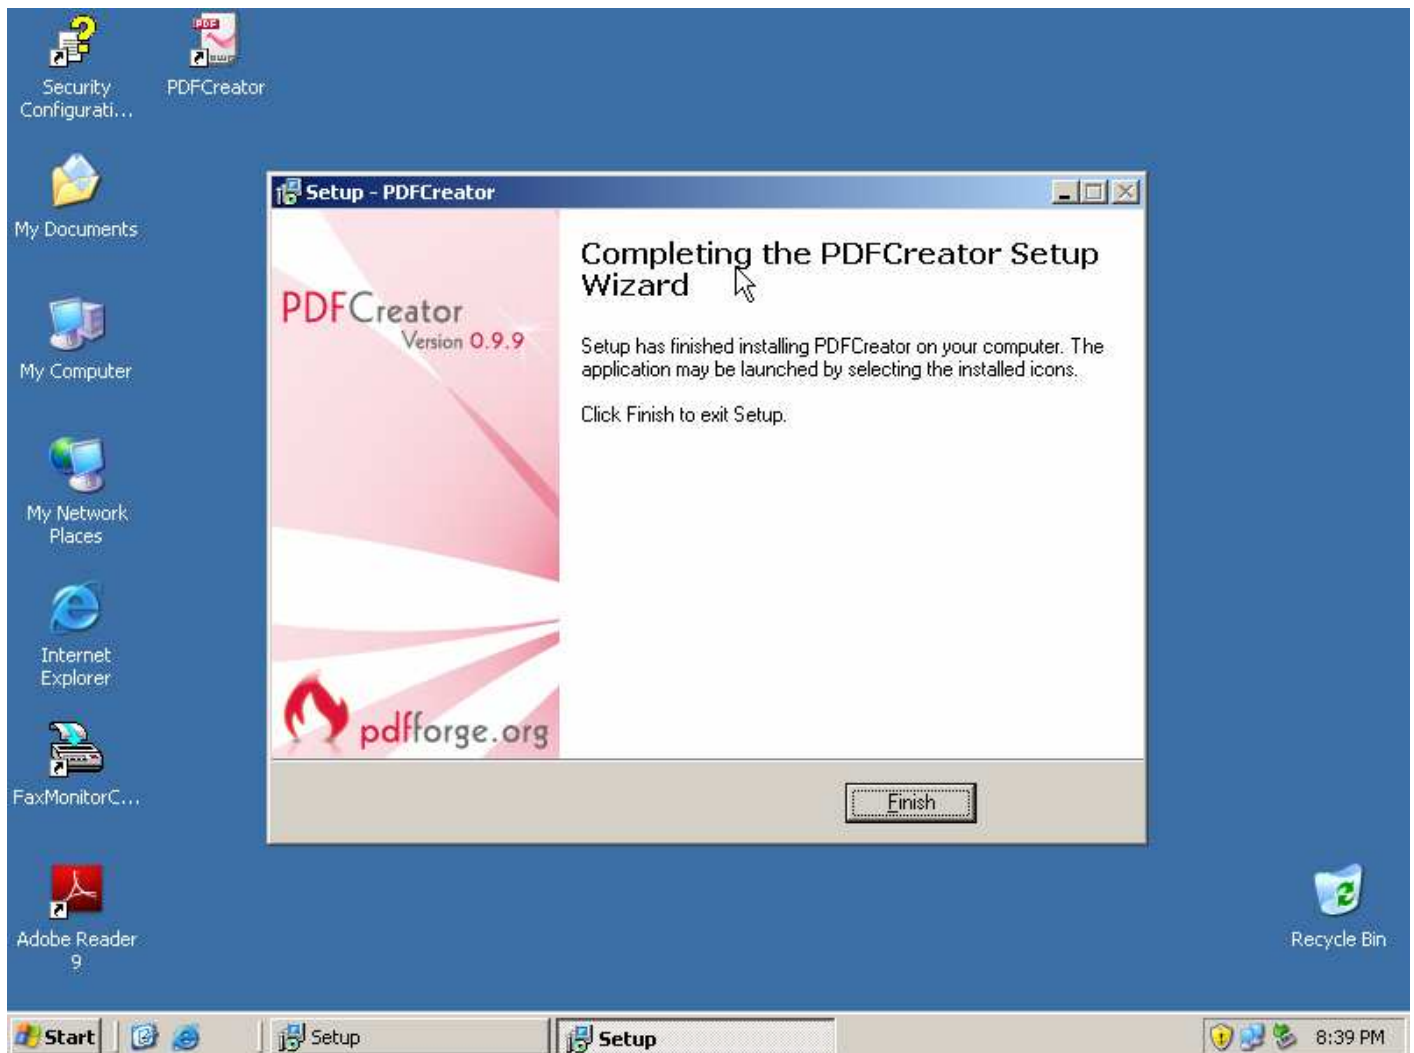 Security
Configurati...
PDFCreator
My Documents
My Computer
My Network
Places
Internet
Explorer
FaxMonitorC...
Adobe Reader
9
Setup - PDFCreator
PDFCreator
Version 0.9.9
pdfforge.org
Completing the PDFCreator Setup
Wizard
Setup has finished installing PDFCreator on your computer. The
application may be launched by selecting the installed icons.
Click Finish to exit Setup.
Finish
Recycle Bin
Start
Setup
Setup
8:39 PM